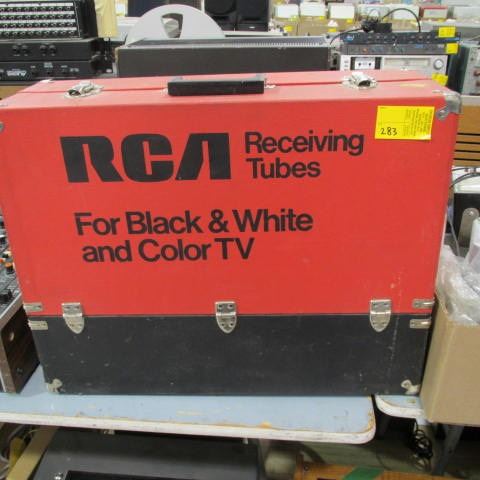 RCA Receiving
Tubes
For Black & White
and Color TV
283